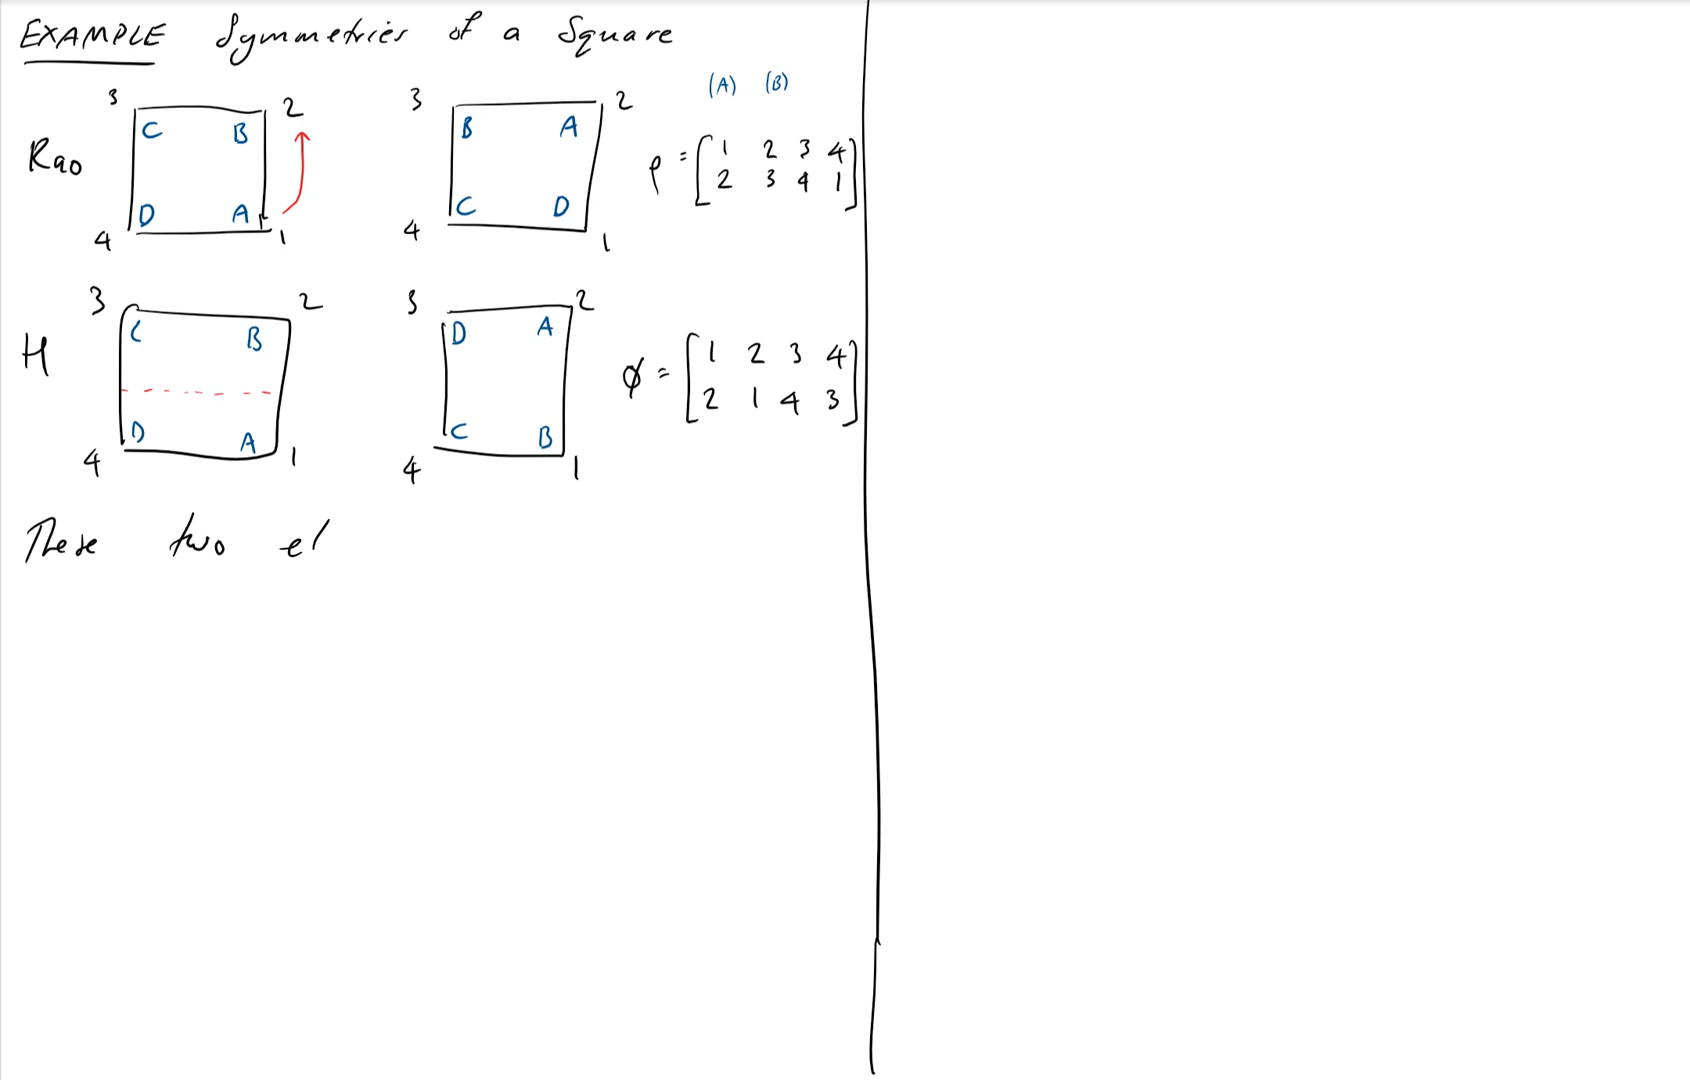 EXAMPLE Symmetries of a Square
3 2 3 2 (A) (B)
C B B A
R90 ρ = [1 2 3 4
2 3 4 1]
D A C D
4 1 4 1
3 2 3 2
C B D A
H ϕ = [1 2 3 4
2 1 4 3]
D A C B
4 1 4 1
These two el